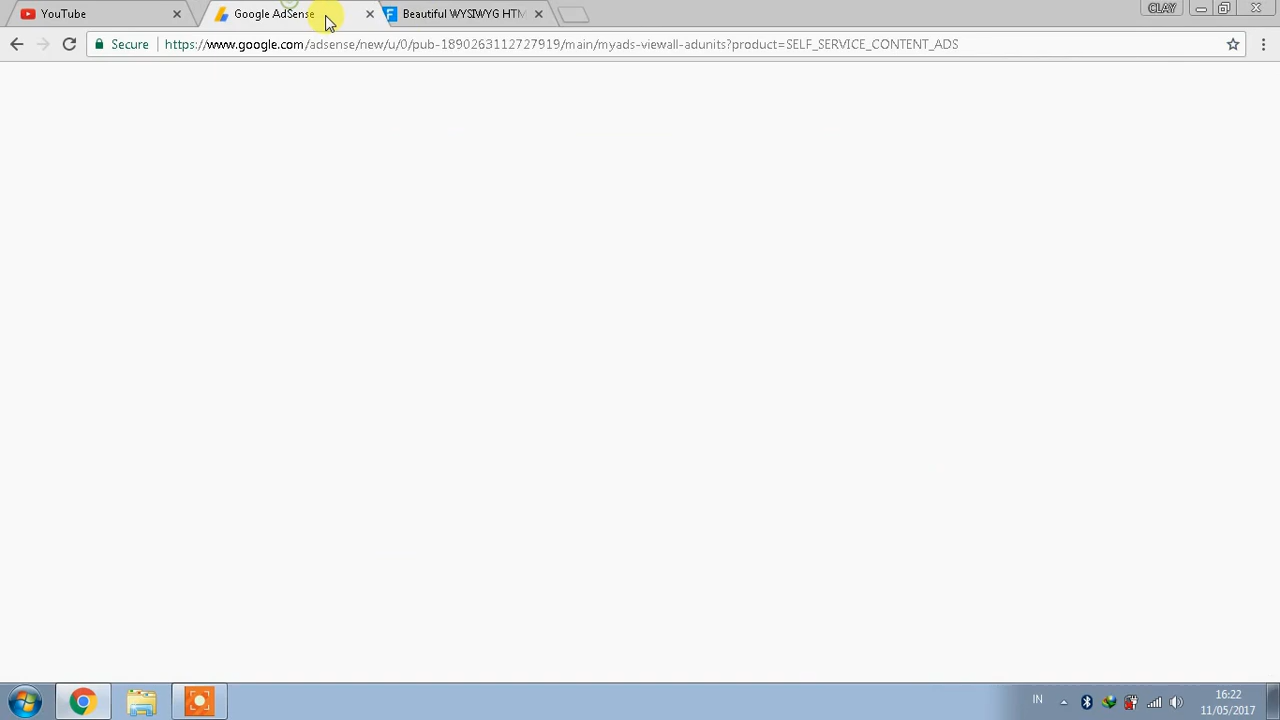 YouTube
Google AdSense
Beautiful WYSIWYG HTM
CLAY
Secure
https://www.google.com/adsense/new/u/0/pub-1890263112727919/main/myads-viewall-adunits?product=SELF_SERVICE_CONTENT_ADS
IN
16:22
11/05/2017